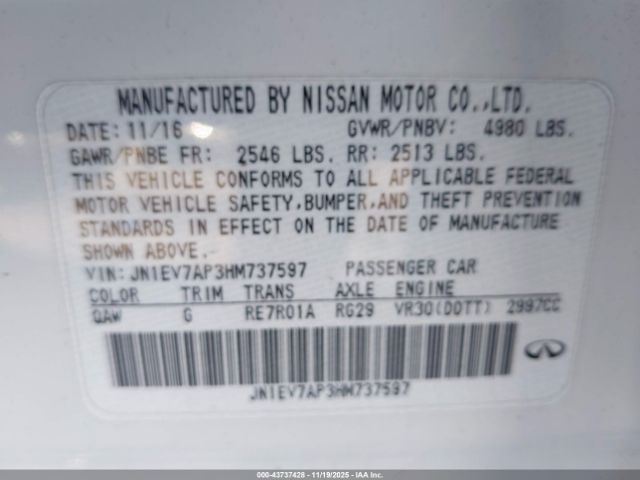 MANUFACTURED BY NISSAN MOTOR CO.,LTD.
DATE: 11/16 GVWR/PNBV: 4980 LBS.
GAWR/PNBE FR: 2546 LBS. RR: 2513 LBS.
THIS VEHICLE CONFORMS TO ALL APPLICABLE FEDERAL
MOTOR VEHICLE SAFETY,BUMPER,AND THEFT PREVENTION
STANDARDS IN EFFECT ON THE DATE OF MANUFACTURE
SHOWN ABOVE.
VIN: JN1EV7AP3HM737597 PASSENGER CAR
COLOR TRIM TRANS AXLE ENGINE
QAW G RE7R01A RG29 VR30(DDTT) 2997CC
JN1EV7AP3HM737597
000-43737428 - 11/19/2025 - IAA Inc.